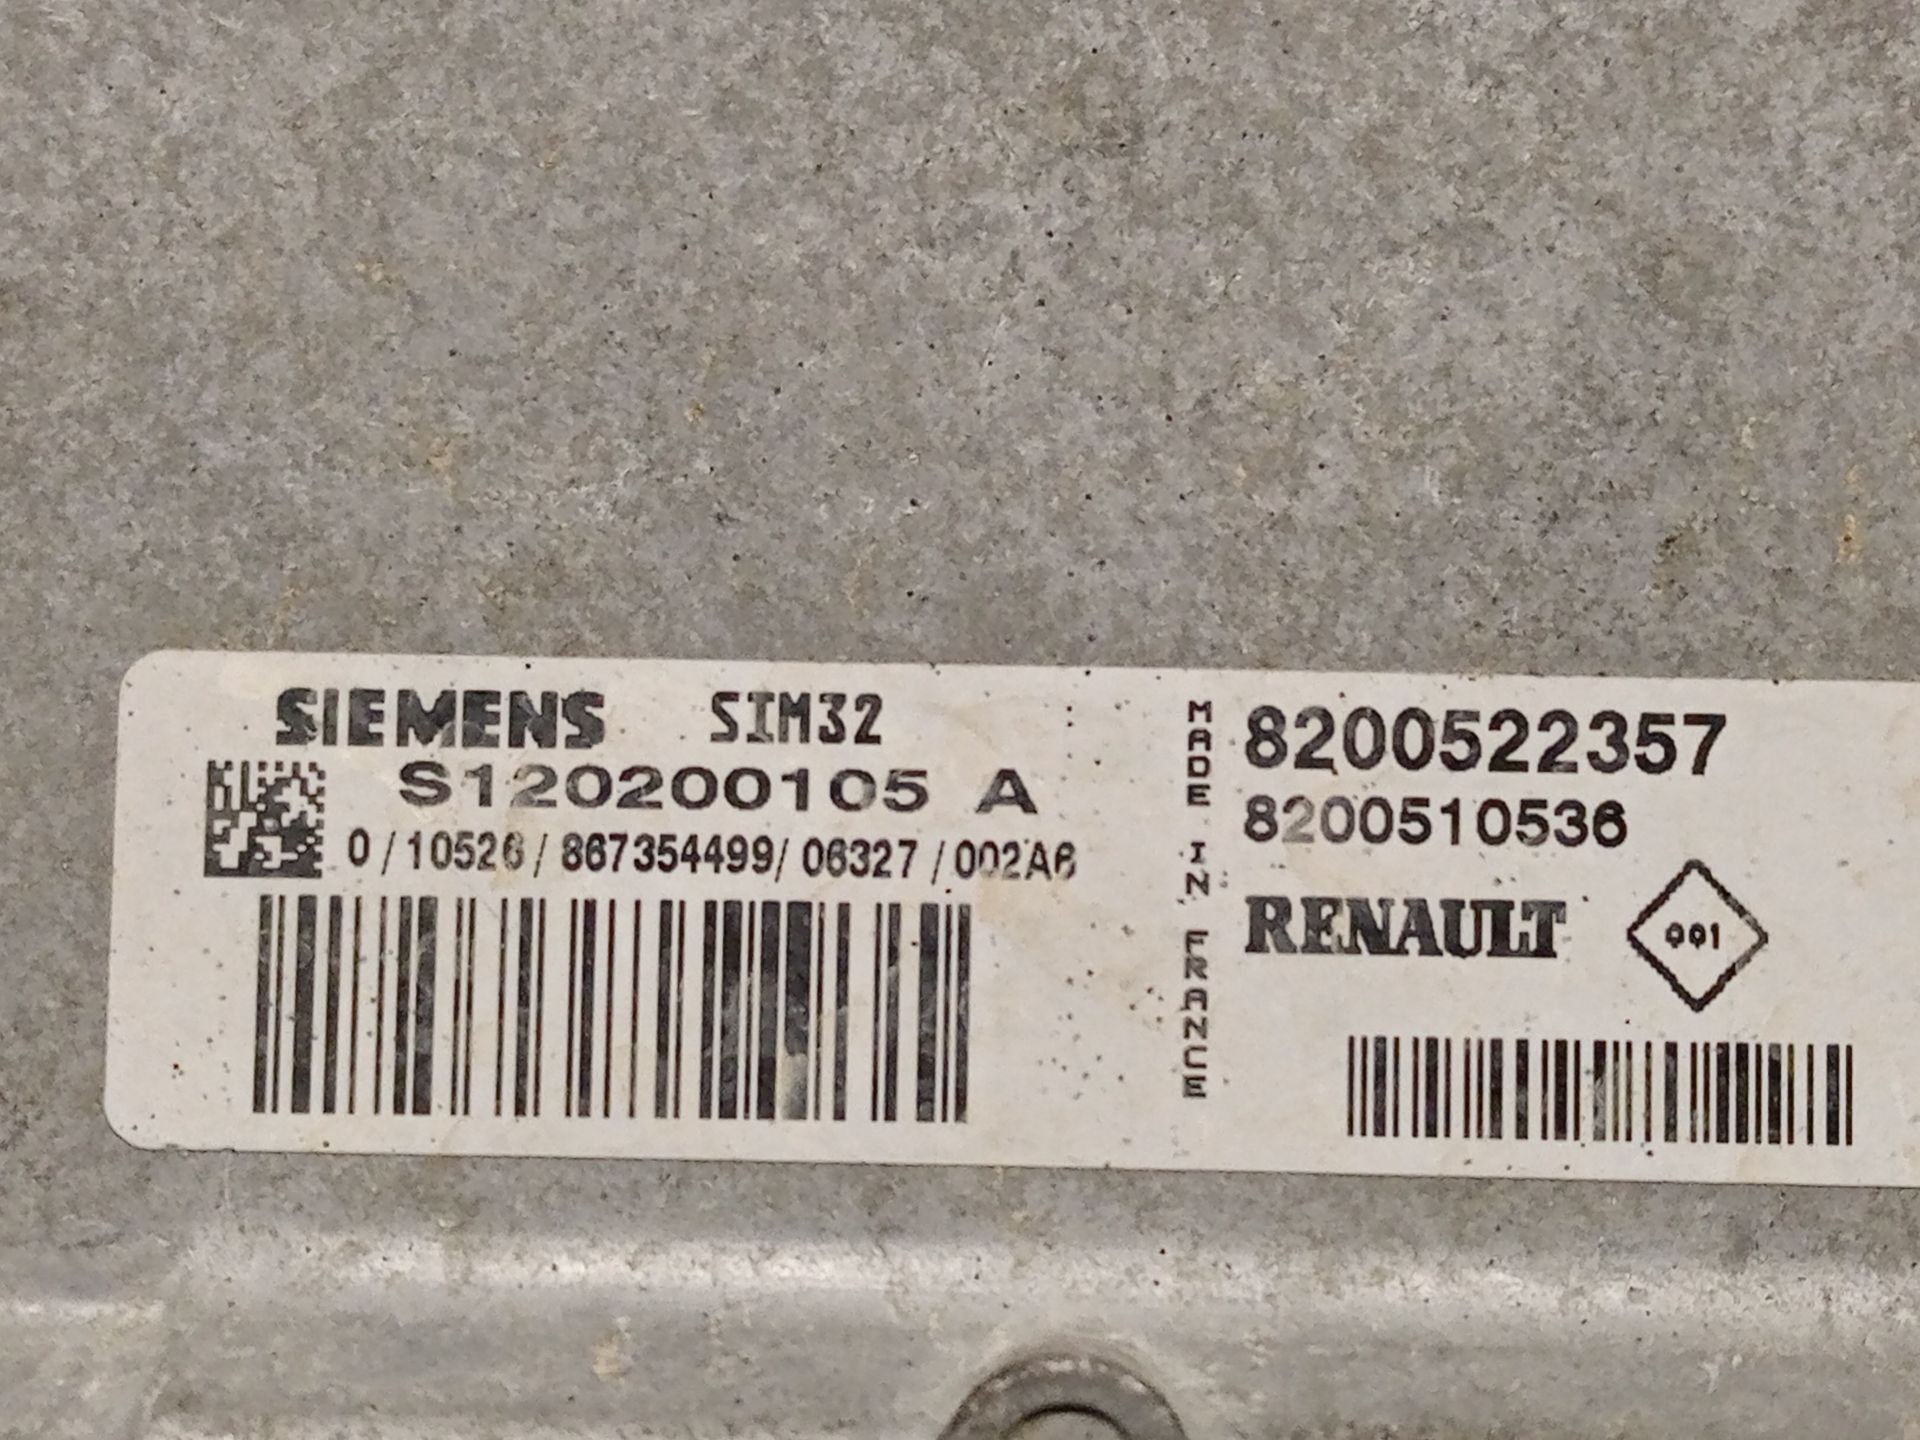 SIEMENS SIM32
S120200105 A
0/10526/867354499/06327/002A6
MADE IN FRANCE
8200522357
8200510536
RENAULT 001